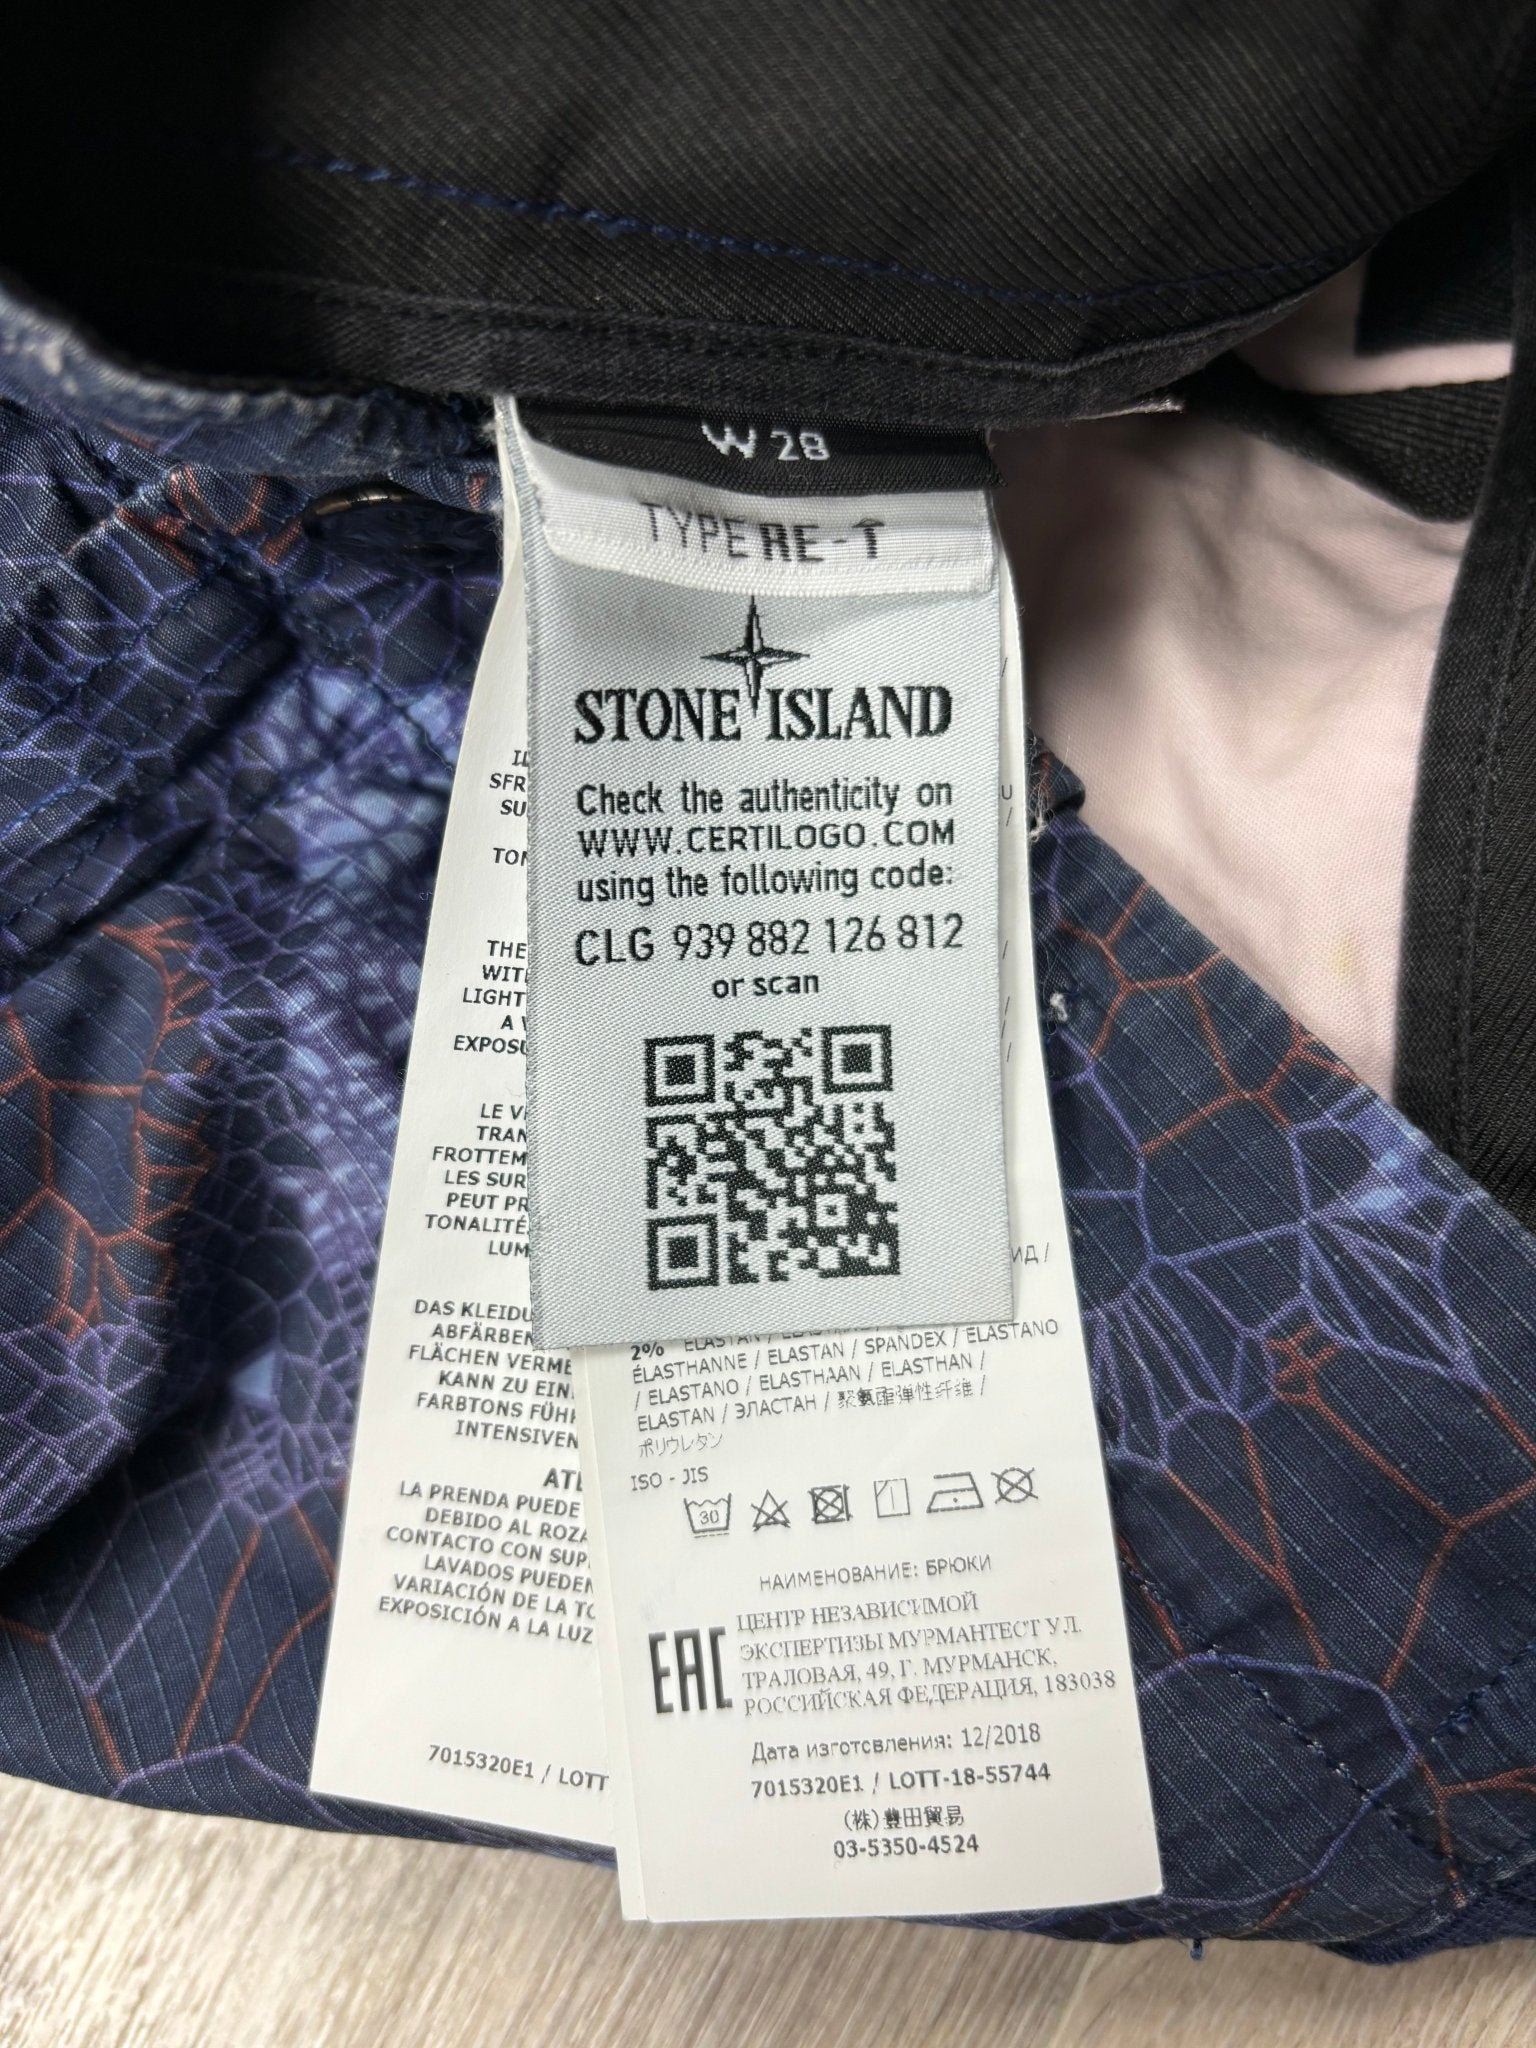 W 28
TYPE RE-T
STONE ISLAND
Check the authenticity on
WWW.CERTILOGO.COM
using the following code:
CLG 939 882 126 812
or scan
SFR
SU
TON
THE
WITH
LIGHT
A
EXPOSU
LE V
TRAN
FROTTEM
LES SUR
PEUT PR
TONALITÉ
LUM
DAS KLEIDU
ABFÄRBEN
FLÄCHEN VERME
KANN ZU EIN
FARBTONS FÜH
INTENSIVEN
ATE
LA PRENDA PUEDE
DEBIDO AL ROZA
CONTACTO CON SUP
LAVADOS PUEDEN
VARIACIÓN DE LA TO
EXPOSICIÓN A LA LUZ
7015320E1 / LOTT
ИД /
2% ELASTAN / / SPANDEX / ELASTANO
ÉLASTHANNE / ELASTAN / SPANDEX / ELASTANO
/ ELASTANO / ELASTHAAN / ELASTHAN /
ELASTAN / ЭЛАСТАН / 聚氨酯弹性纤维 /
ポリウレタン
ISO - JIS
30
НАИМЕНОВАНИЕ: БРЮКИ
EAC
ЦЕНТР НЕЗАВИСИМОЙ
ЭКСПЕРТИЗЫ МУРМАНТЕСТ УЛ.
ТРАЛОВАЯ, 49, Г. МУРМАНСК,
РОССИЙСКАЯ ФЕДЕРАЦИЯ, 183038
Дата изготовления: 12/2018
7015320E1 / LOTT-18-55744
(株)豊田貿易
03-5350-4524